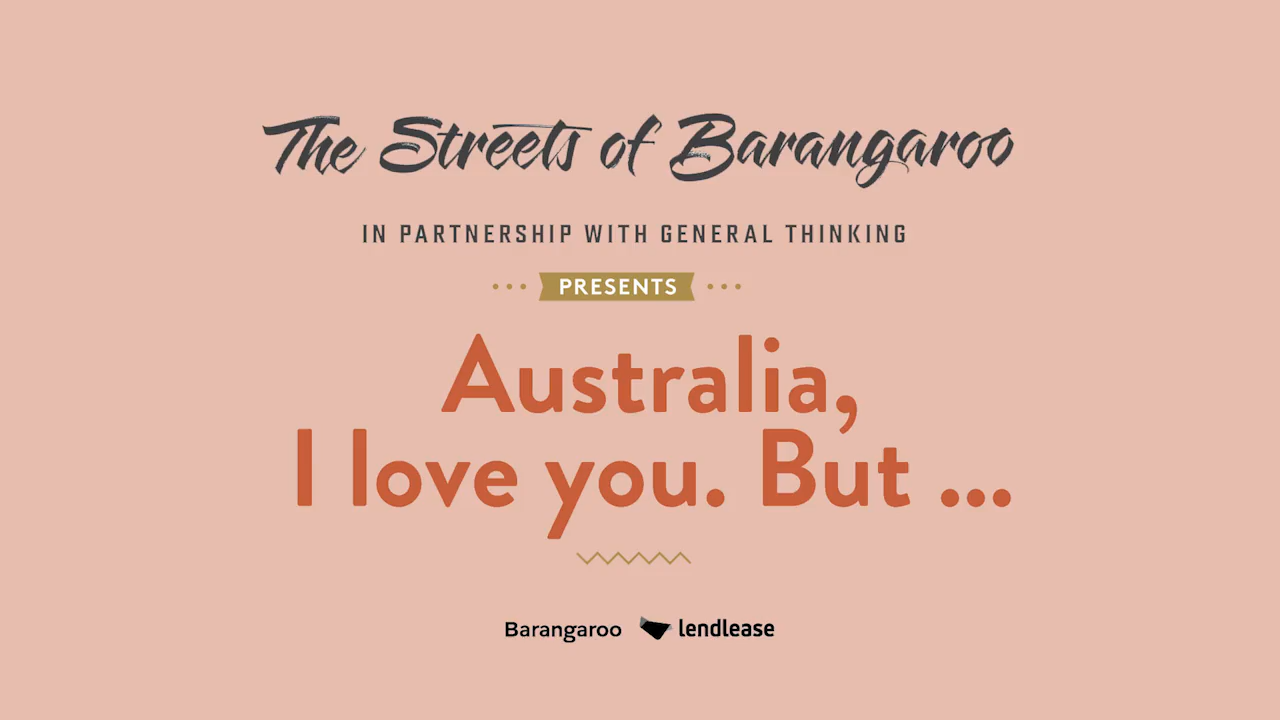 The Streets of Barangaroo
IN PARTNERSHIP WITH GENERAL THINKING
PRESENTS
Australia,
I love you. But ...
Barangaroo lendlease